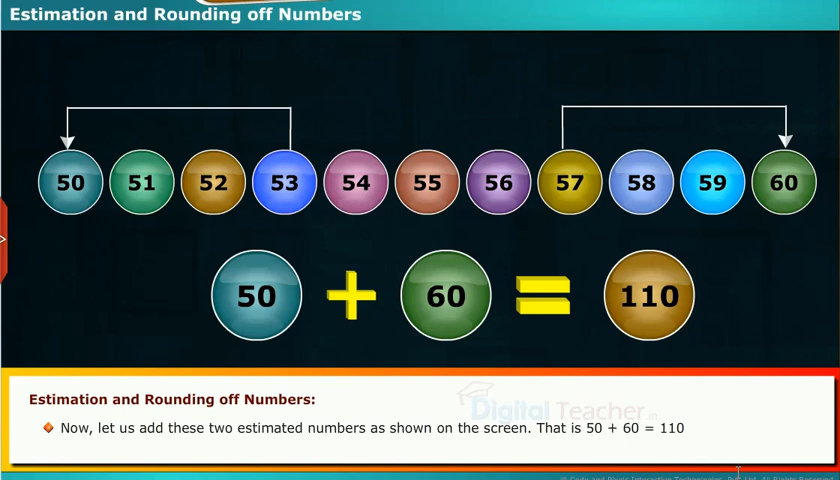 Estimation and Rounding off Numbers
50 51 52 53 54 55 56 57 58 59 60
50 + 60 = 110
Estimation and Rounding off Numbers:
Digital Teacher.in
Now, let us add these two estimated numbers as shown on the screen. That is 50 + 60 = 110